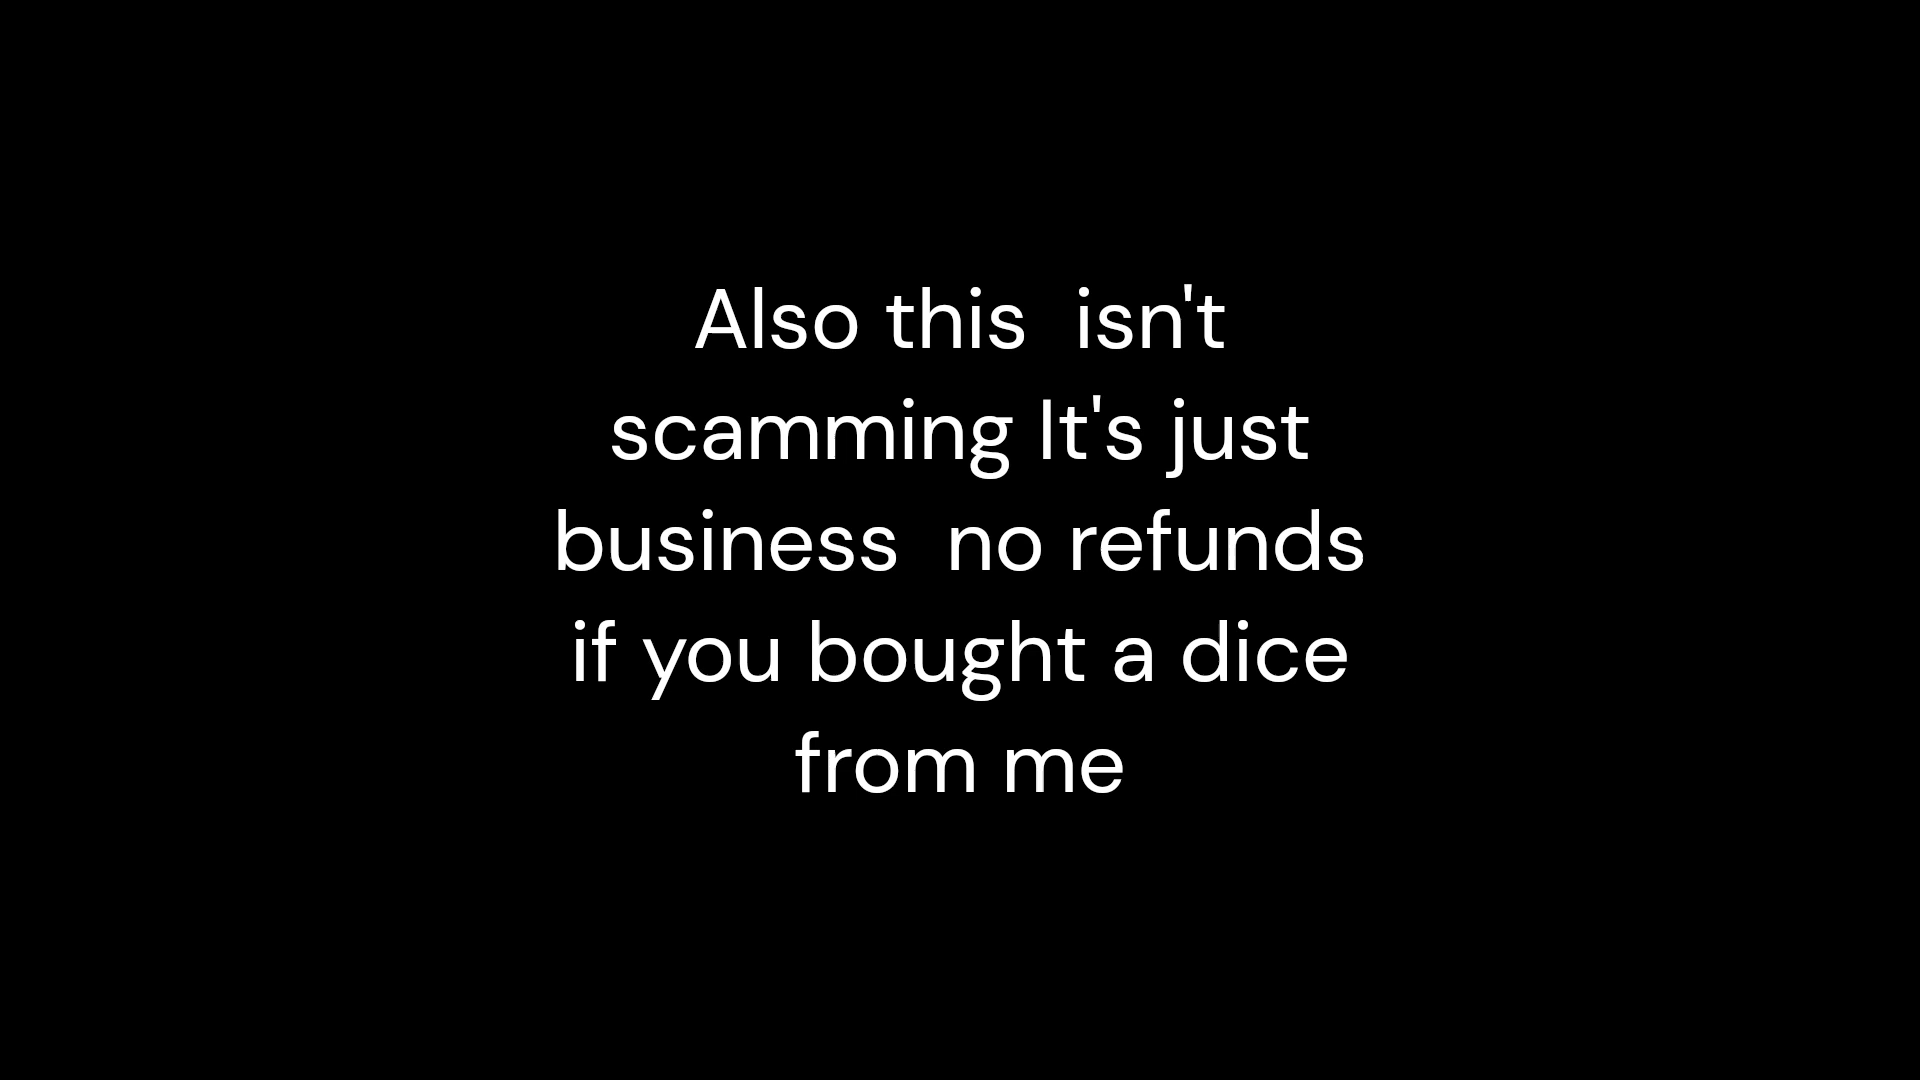 Also this  isn't
scamming It's just
business  no refunds
if you bought a dice
from me